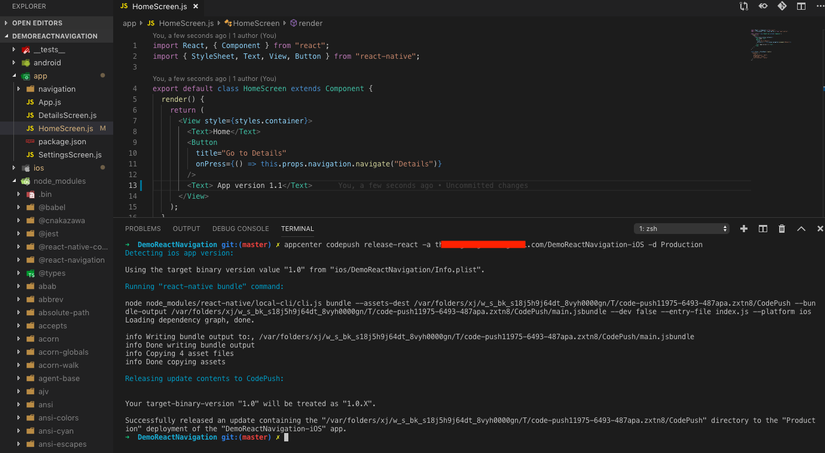 EXPLORER
OPEN EDITORS
DEMOREACTNAVIGATION
__tests__
android
app
navigation
JS App.js
JS DetailsScreen.js
JS HomeScreen.js M
package.json
JS SettingsScreen.js
ios
node_modules
.bin
@babel
@cnakazawa
@jest
@react-native-co...
@react-navigation
@types
abab
abbrev
absolute-path
accepts
acorn
acorn-globals
acorn-walk
agent-base
ajv
ansi
ansi-colors
ansi-cyan
ansi-escapes
JS HomeScreen.js
app › JS HomeScreen.js › HomeScreen › render
You, a few seconds ago | 1 author (You)
1 import React, { Component } from "react";
2 import { StyleSheet, Text, View, Button } from "react-native";
3
You, a few seconds ago | 1 author (You)
4 export default class HomeScreen extends Component {
5 render() {
6 return (
7 <View style={styles.container}>
8 <Text>Home</Text>
9 <Button
10 title="Go to Details"
11 onPress={() => this.props.navigation.navigate("Details")}
12 />
13 <Text> App version 1.1</Text> You, a few seconds ago • Uncommitted changes
14 </View>
15 );
16 }
PROBLEMS OUTPUT DEBUG CONSOLE TERMINAL 1: zsh
➜ DemoReactNavigation git:(master) ✗ appcenter codepush release-react -a .com/DemoReactNavigation-iOS -d Production
Detecting ios app version:
Using the target binary version value "1.0" from "ios/DemoReactNavigation/Info.plist".
Running "react-native bundle" command:
node node_modules/react-native/local-cli/cli.js bundle --assets-dest /var/folders/xj/w_s_bk_s18j5h9j64dt_8vyh0000gn/T/code-push11975-6493-487apa.zxtn8/CodePush --bun
dle-output /var/folders/xj/w_s_bk_s18j5h9j64dt_8vyh0000gn/T/code-push11975-6493-487apa.zxtn8/CodePush/main.jsbundle --dev false --entry-file index.js --platform ios
Loading dependency graph, done.
info Writing bundle output to:, /var/folders/xj/w_s_bk_s18j5h9j64dt_8vyh0000gn/T/code-push11975-6493-487apa.zxtn8/CodePush/main.jsbundle
info Done writing bundle output
info Copying 4 asset files
info Done copying assets
Releasing update contents to CodePush:
Your target-binary-version "1.0" will be treated as "1.0.X".
Successfully released an update containing the "/var/folders/xj/w_s_bk_s18j5h9j64dt_8vyh0000gn/T/code-push11975-6493-487apa.zxtn8/CodePush" directory to the "Product
ion" deployment of the "DemoReactNavigation-iOS" app.
➜ DemoReactNavigation git:(master) ✗